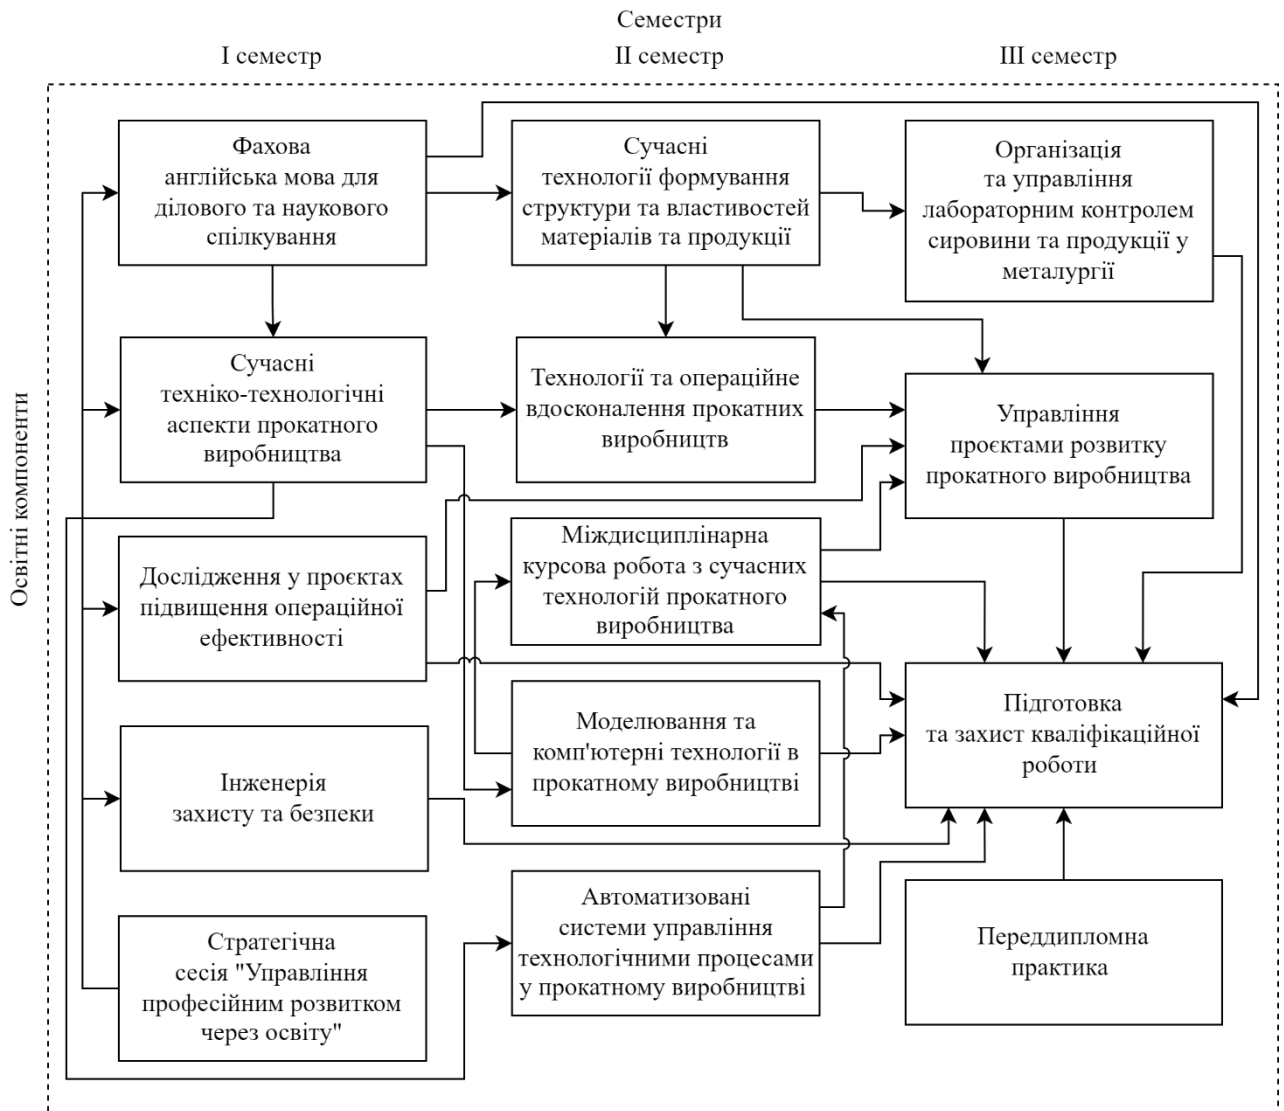 Семестри
I семестр
II семестр
III семестр
Освітні компоненти
Фахова
англійська мова для
ділового та наукового
спілкування
Сучасні
технології формування
структури та властивостей
матеріалів та продукції
Організація
та управління
лабораторним контролем
сировини та продукції у
металургії
Сучасні
техніко-технологічні
аспекти прокатного
виробництва
Технології та операційне
вдосконалення прокатних
виробництв
Управління
проєктами розвитку
прокатного виробництва
Дослідження у проєктах
підвищення операційної
ефективності
Міждисциплінарна
курсова робота з сучасних
технологій прокатного
виробництва
Інженерія
захисту та безпеки
Моделювання та
комп'ютерні технології в
прокатному виробництві
Підготовка
та захист кваліфікаційної
роботи
Стратегічна
сесія "Управління
професійним розвитком
через освіту"
Автоматизовані
системи управління
технологічними процесами
у прокатному виробництві
Переддипломна
практика